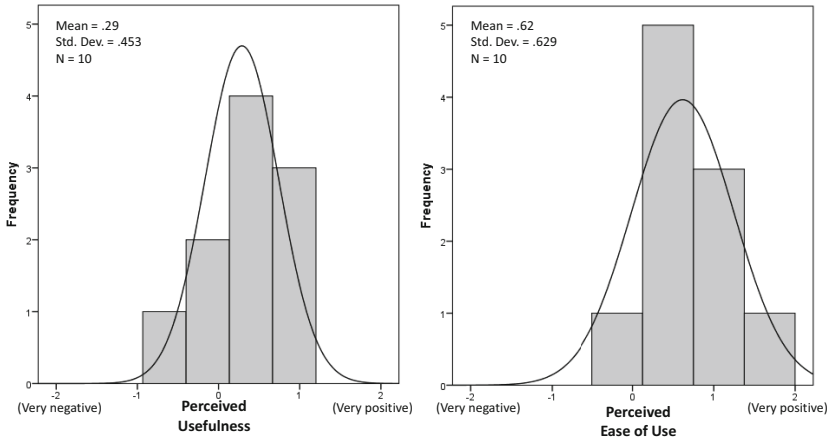 Mean = .29
Std. Dev. = .453
N = 10
5
4
3
2
1
0
Frequency
-2
-1
0
1
2
(Very negative)
Perceived
Usefulness
(Very positive)
Mean = .62
Std. Dev. = .629
N = 10
5
4
3
2
1
0
Frequency
-2
-1
0
1
2
(Very negative)
Perceived
Ease of Use
(Very positive)